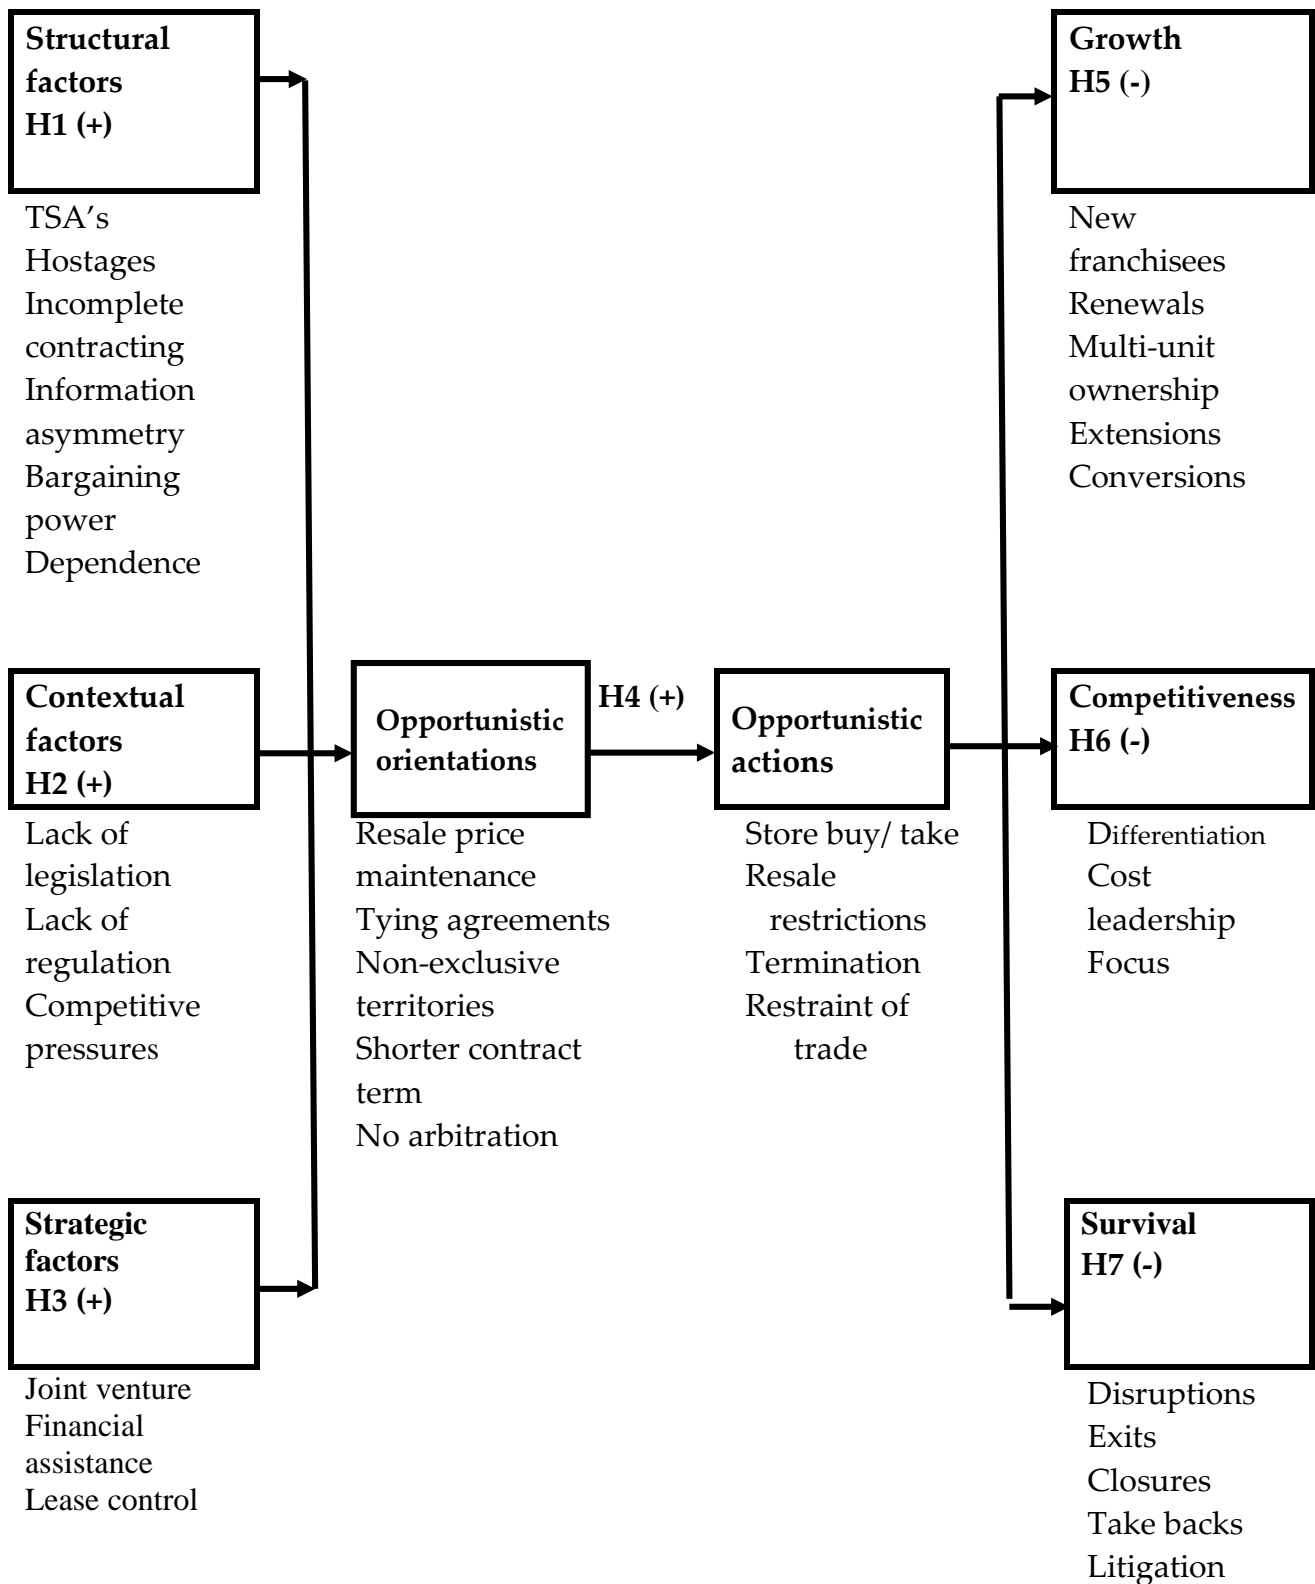 Structural
factors
H1 (+)
TSA’s
Hostages
Incomplete
contracting
Information
asymmetry
Bargaining
power
Dependence
Growth
H5 (-)
New
franchisees
Renewals
Multi-unit
ownership
Extensions
Conversions
Contextual
factors
H2 (+)
Lack of
legislation
Lack of
regulation
Competitive
pressures
Opportunistic
orientations
Resale price
maintenance
Tying agreements
Non-exclusive
territories
Shorter contract
term
No arbitration
H4 (+)
Opportunistic
actions
Store buy/ take
Resale
restrictions
Termination
Restraint of
trade
Competitiveness
H6 (-)
Differentiation
Cost
leadership
Focus
Strategic
factors
H3 (+)
Joint venture
Financial
assistance
Lease control
Survival
H7 (-)
Disruptions
Exits
Closures
Take backs
Litigation